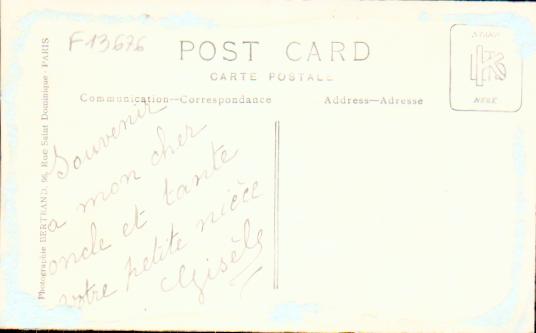 F13676
POST CARD
CARTE POSTALE
STAMP
HERE
Communication—Correspondance
Address—Adresse
Photographie BERTRAND, 96, Rue Saint Dominique - PARIS
Souvenir
a mon cher
oncle et tante
votre petite nièce
Gisèle